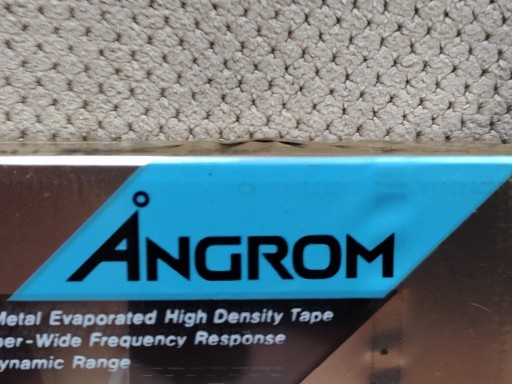 ÅNGROM
Metal Evaporated High Density Tape
per-Wide Frequency Response
ynamic Range